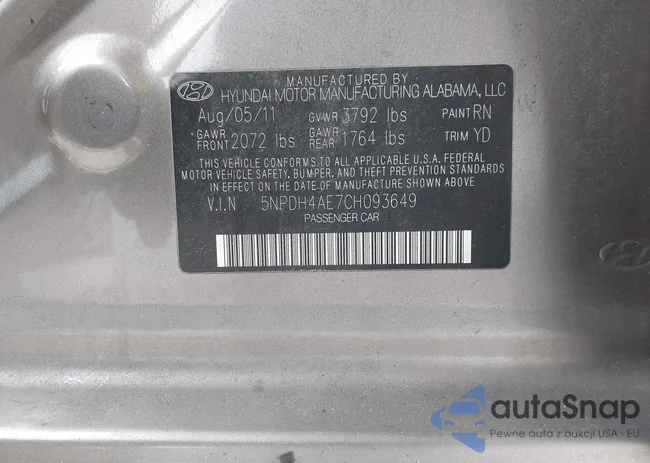 MANUFACTURED BY
HYUNDAI MOTOR MANUFACTURING ALABAMA, LLC
Aug/05/11 GVWR 3792 lbs PAINT RN
GAWR FRONT 2072 lbs GAWR REAR 1764 lbs TRIM YD
THIS VEHICLE CONFORMS TO ALL APPLICABLE U.S.A. FEDERAL
MOTOR VEHICLE SAFETY, BUMPER, AND THEFT PREVENTION STANDARDS
IN EFFECT ON THE DATE OF MANUFACTURE SHOWN ABOVE.
V.I.N 5NPDH4AE7CH093649
PASSENGER CAR
autaSnap
Pewne auta z aukcji USA i EU